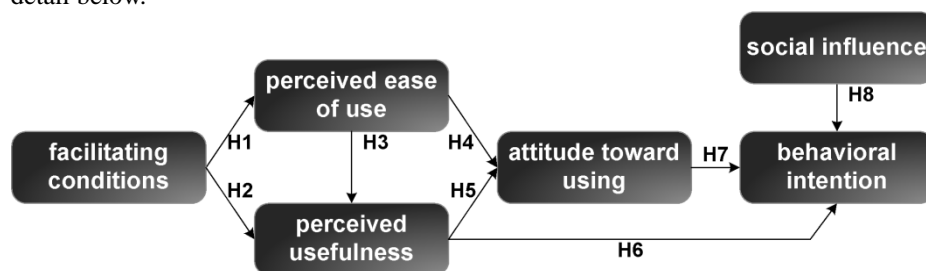 detail below.
social influence
H8
perceived ease
of use
H1
H3
H4
facilitating
conditions
attitude toward
using
H7
behavioral
intention
H2
H5
perceived
usefulness
H6